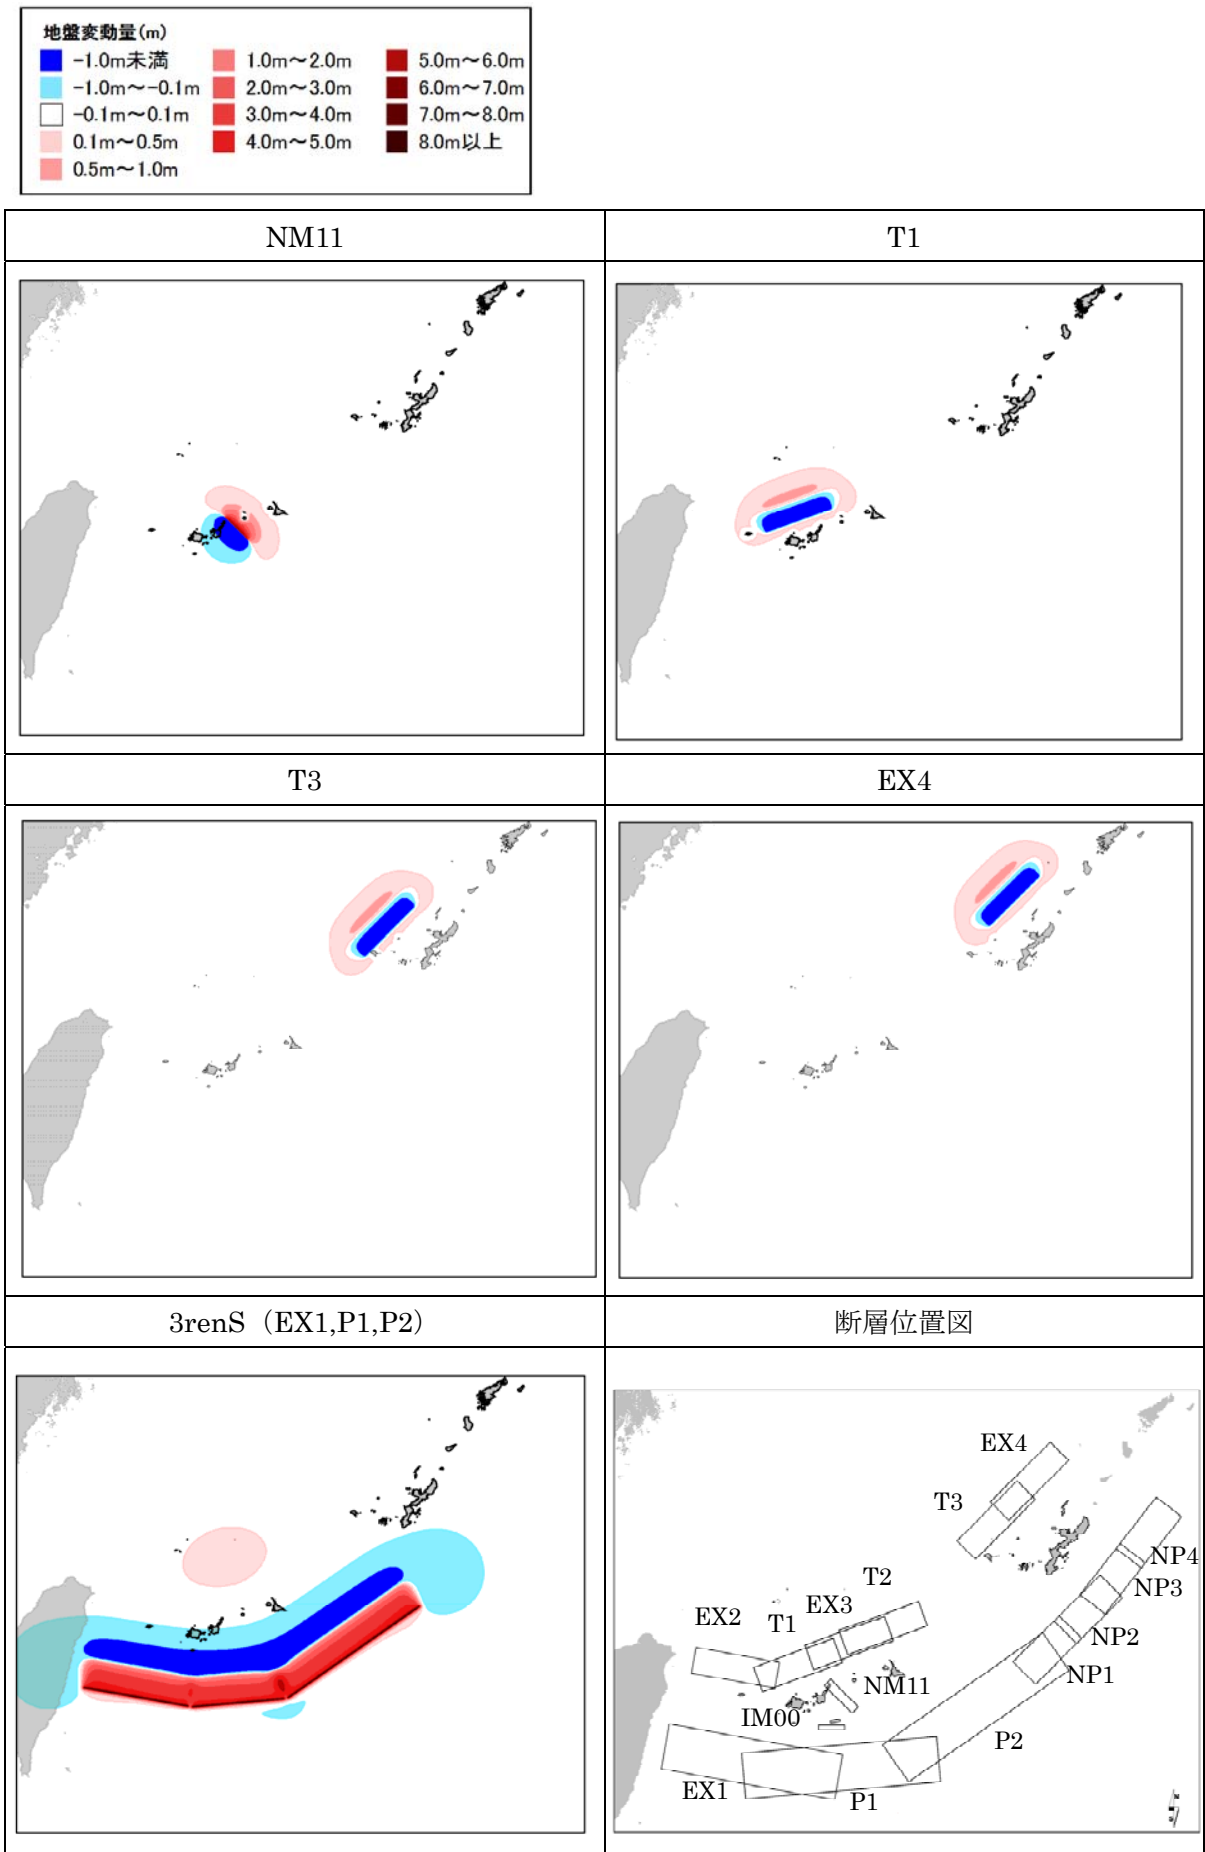 地盤変動量(m)
-1.0m未満
-1.0m～-0.1m
-0.1m～0.1m
0.1m～0.5m
0.5m～1.0m
1.0m～2.0m
2.0m～3.0m
3.0m～4.0m
4.0m～5.0m
5.0m～6.0m
6.0m～7.0m
7.0m～8.0m
8.0m以上
NM11
T1
T3
EX4
3renS（EX1,P1,P2）
断層位置図
EX4
T3
NP4
NP3
T2
EX3
T1
EX2
NP2
NP1
NM11
IM00
P2
EX1
P1